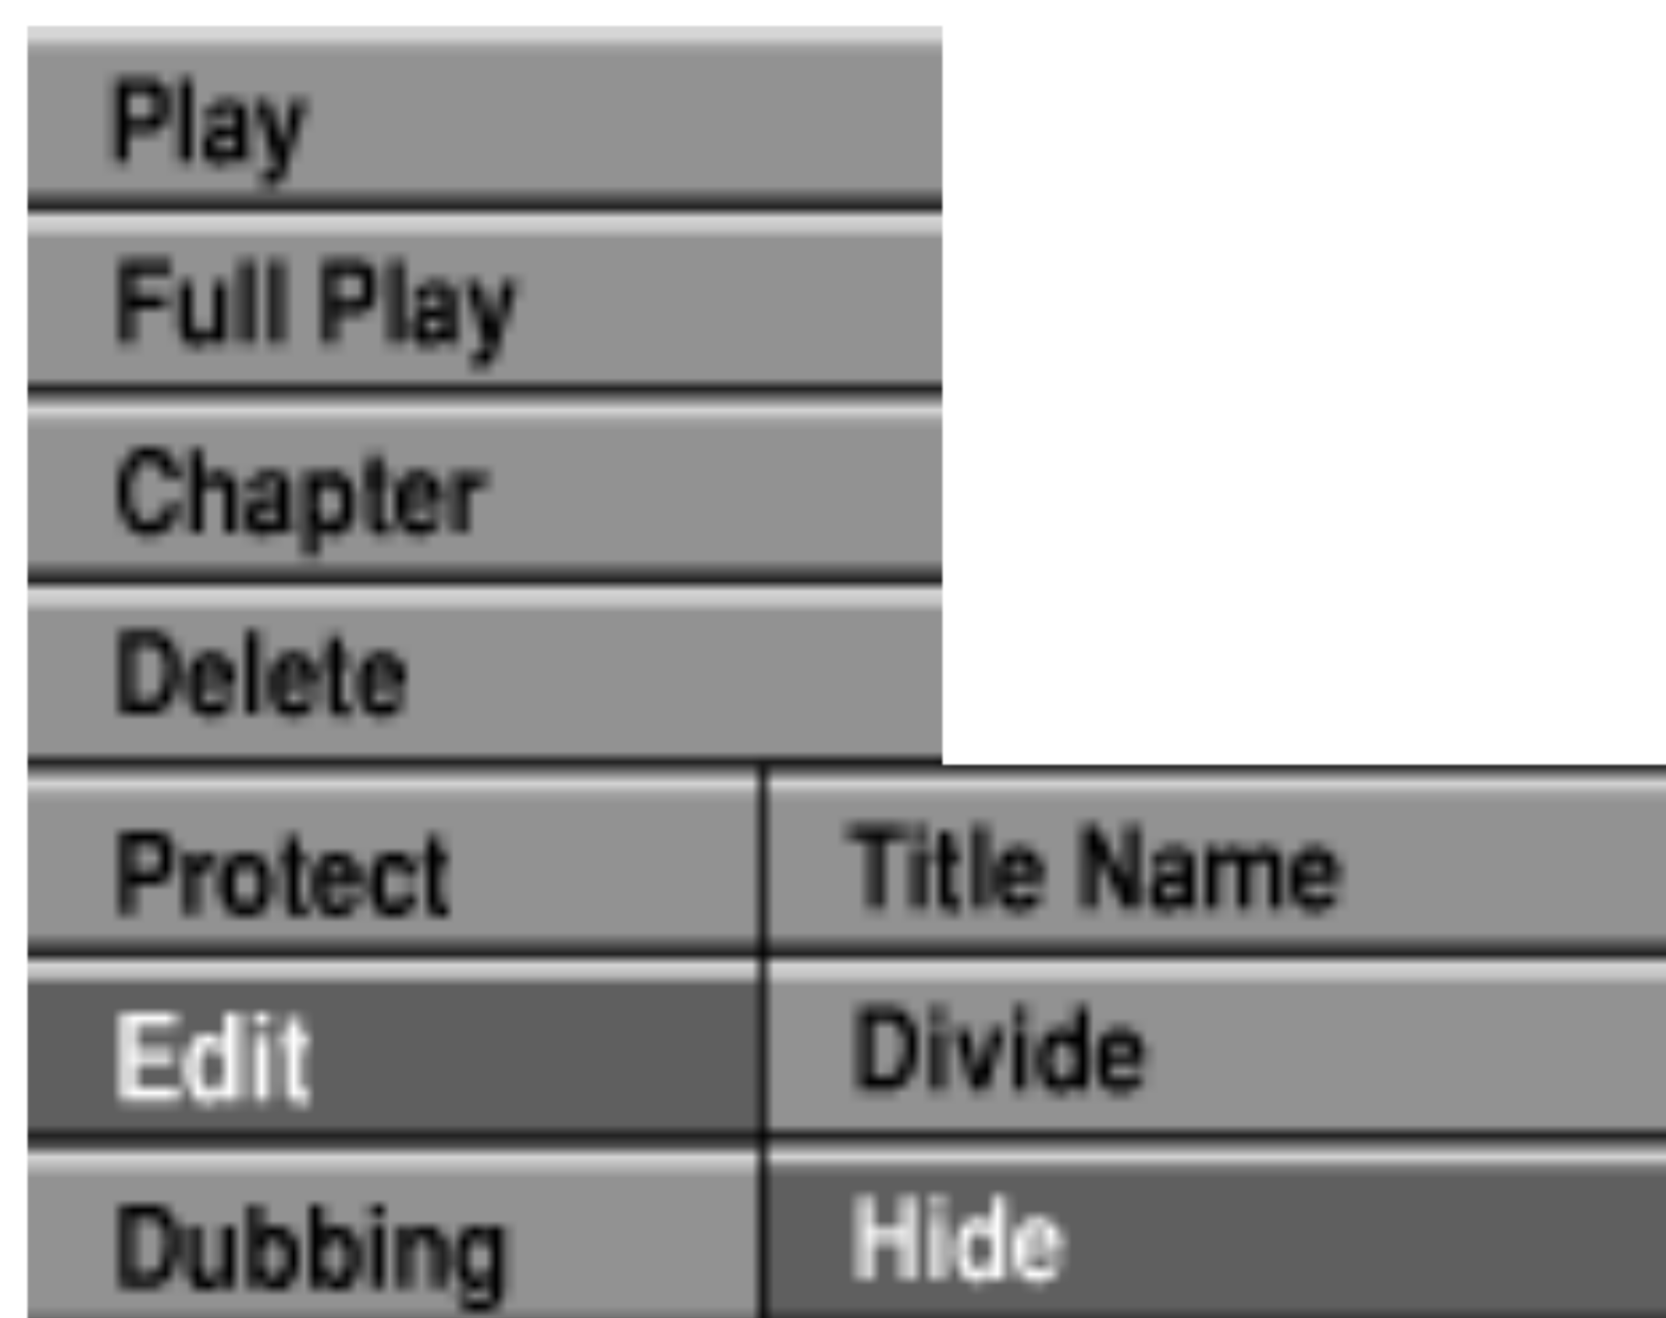 Play
Full Play
Chapter
Delete
Protect
Title Name
Edit
Divide
Dubbing
Hide